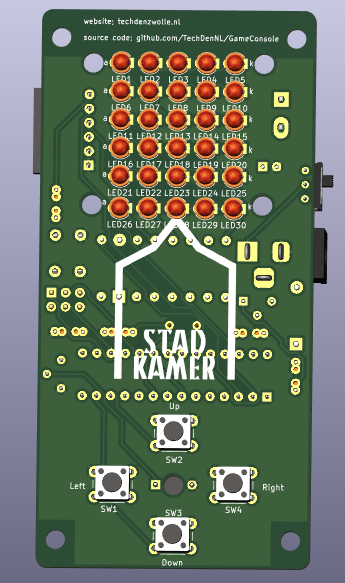 website; techdenzwolle.nl
source code; github.com/TechDenNL/GameConsole
a k
LED1 LED2 LED3 LED4 LED5
a k
LED6 LED7 LED8 LED9 LED10
a k
LED11 LED12 LED13 LED14 LED15
a k
LED16 LED17 LED18 LED19 LED20
a k
LED21 LED22 LED23 LED24 LED25
a k
LED26 LED27 LED28 LED29 LED30
STAD
KAMER
Up
SW2
Left Right
SW1 SW4
SW3
Down